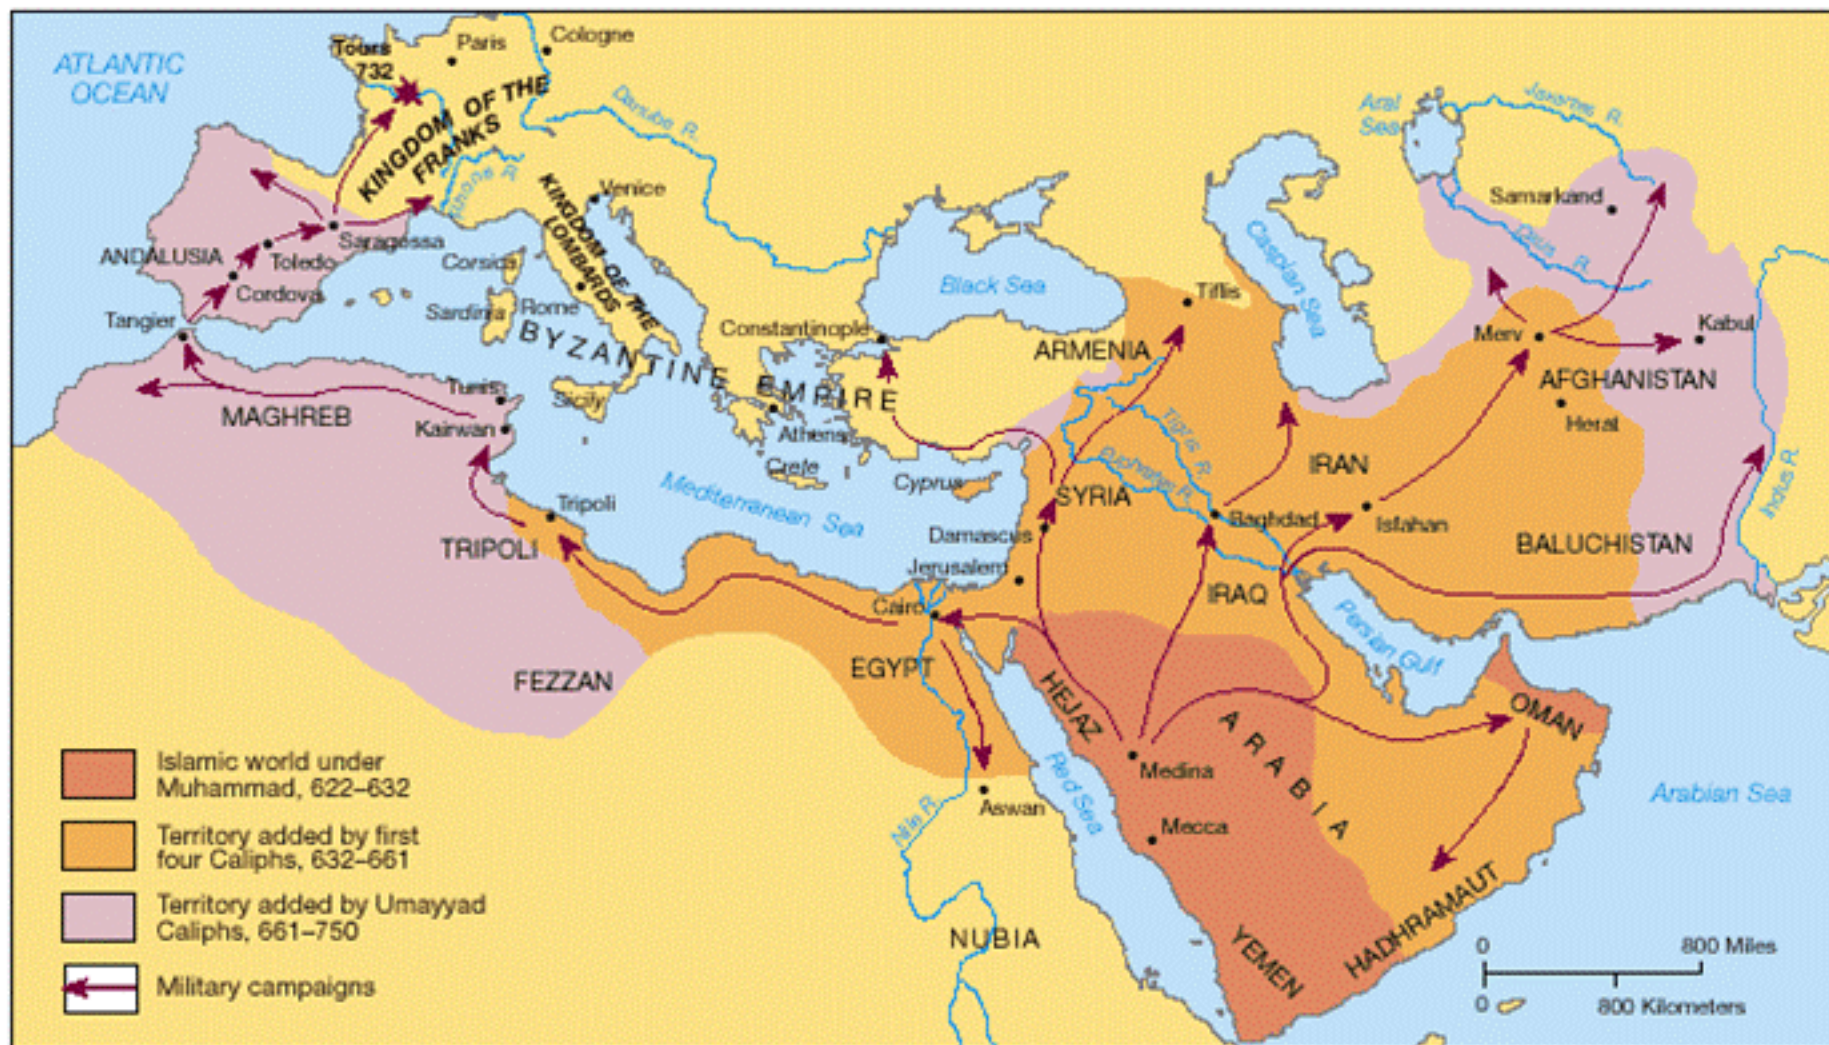 ATLANTIC
OCEAN
Tours
732
Paris
Cologne
KINGDOM OF THE
FRANKS
Danube R.
Rhone R.
KINGDOM OF THE
LOMBARDS
Venice
Aral
Sea
Jaxartes R.
Samarkand
Oxus R.
Caspian Sea
Black Sea
Saragossa
ANDALUSIA
Toledo
Cordova
Corsica
Sardinia
Rome
Tangier
BYZANTINE EMPIRE
Constantinople
Tiflis
ARMENIA
Merv
Kabul
AFGHANISTAN
Herat
MAGHREB
Tunis
Kairwan
Sicily
Athens
Crete
Cyprus
Mediterranean Sea
Tigris R.
Euphrates R.
SYRIA
IRAN
Baghdad
Isfahan
Indus R.
BALUCHISTAN
Tripoli
TRIPOLI
Damascus
Jerusalem
IRAQ
Cairo
Persian Gulf
FEZZAN
EGYPT
HEJAZ
ARABIA
OMAN
Medina
Mecca
Red Sea
Arabian Sea
Aswan
Nile R.
NUBIA
YEMEN
HADHRAMAUT
Islamic world under
Muhammad, 622–632
Territory added by first
four Caliphs, 632–661
Territory added by Umayyad
Caliphs, 661–750
Military campaigns
0 800 Miles
0 800 Kilometers